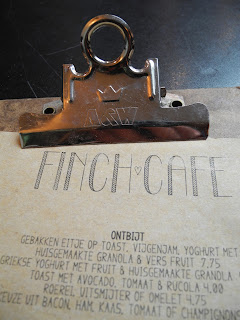 FINCH CAFE
ONTBIJT
GEBAKKEN EITJE OP TOAST, VIJGENJAM, YOGHURT MET
HUISGEMAAKTE GRANOLA & VERS FRUIT 7.75
GRIEKSE YOGHURT MET FRUIT & HUISGEMAAKTE GRANOLA
TOAST MET AVOCADO, TOMAAT & RUCOLA 4.00
ROEREI, UITSMIJTER OF OMELET 4.75
KEUZE UIT BACON, HAM, KAAS, TOMAAT OF CHAMPIGNONS